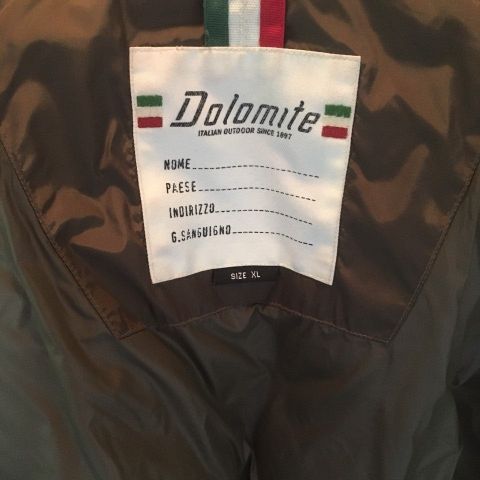 Dolomite
ITALIAN OUTDOOR SINCE 1897
NOME
PAESE
INDIRIZZO
G.SANGUIGNO
SIZE XL